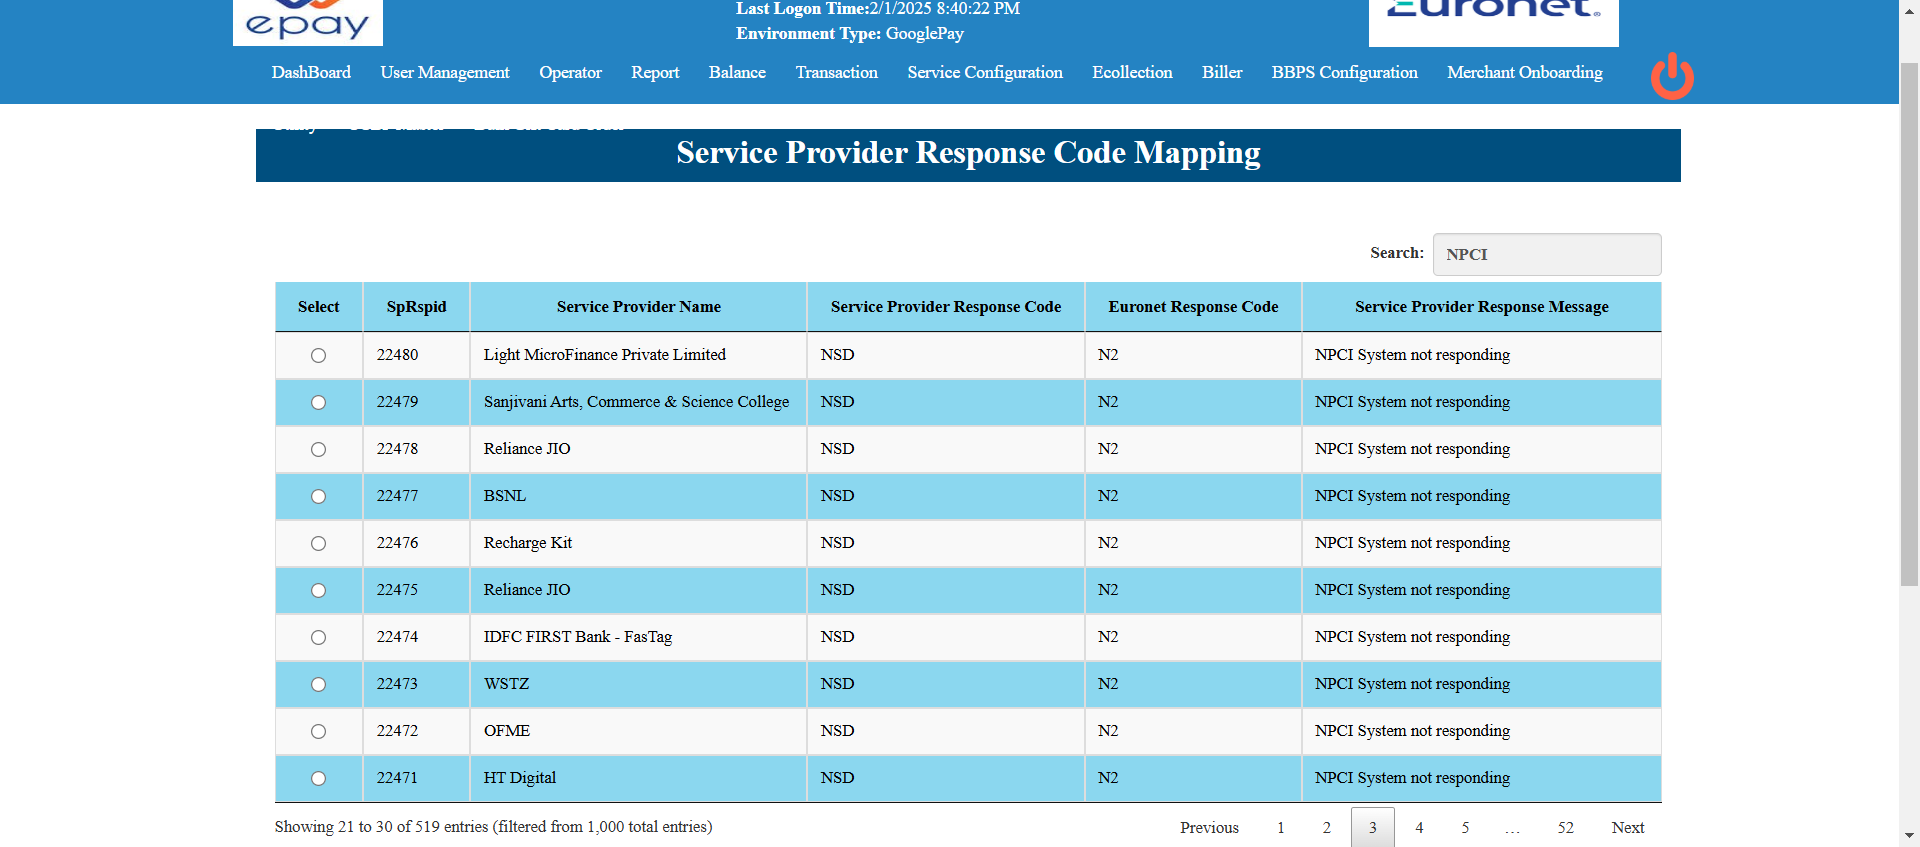 epay
Last Logon Time:2/1/2025 8:40:22 PM
Euronet
Environment Type: GooglePay
DashBoard User Management Operator Report Balance Transaction Service Configuration Ecollection Biller BBPS Configuration Merchant Onboarding
Service Provider Response Code Mapping
Search: NPCI
Select SpRspid Service Provider Name Service Provider Response Code Euronet Response Code Service Provider Response Message
22480 Light MicroFinance Private Limited NSD N2 NPCI System not responding
22479 Sanjivani Arts, Commerce & Science College NSD N2 NPCI System not responding
22478 Reliance JIO NSD N2 NPCI System not responding
22477 BSNL NSD N2 NPCI System not responding
22476 Recharge Kit NSD N2 NPCI System not responding
22475 Reliance JIO NSD N2 NPCI System not responding
22474 IDFC FIRST Bank - FasTag NSD N2 NPCI System not responding
22473 WSTZ NSD N2 NPCI System not responding
22472 OFME NSD N2 NPCI System not responding
22471 HT Digital NSD N2 NPCI System not responding
Showing 21 to 30 of 519 entries (filtered from 1,000 total entries) Previous 1 2 3 4 5 … 52 Next